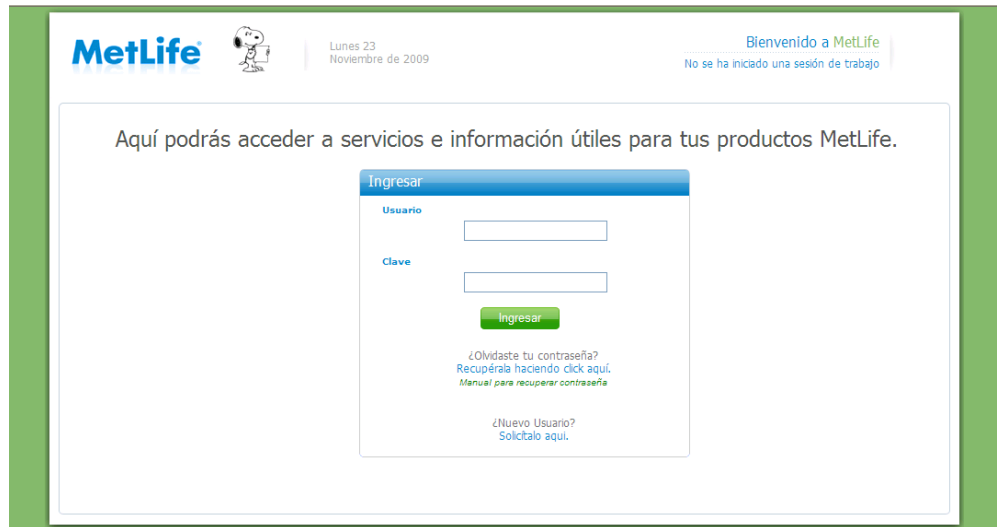 MetLife
Lunes 23
Noviembre de 2009
Bienvenido a MetLife
No se ha iniciado una sesión de trabajo
Aquí podrás acceder a servicios e información útiles para tus productos MetLife.
Ingresar
Usuario
Clave
Ingresar
¿Olvidaste tu contraseña?
Recupérala haciendo click aquí.
Manual para recuperar contraseña
¿Nuevo Usuario?
Solicítalo aqui.